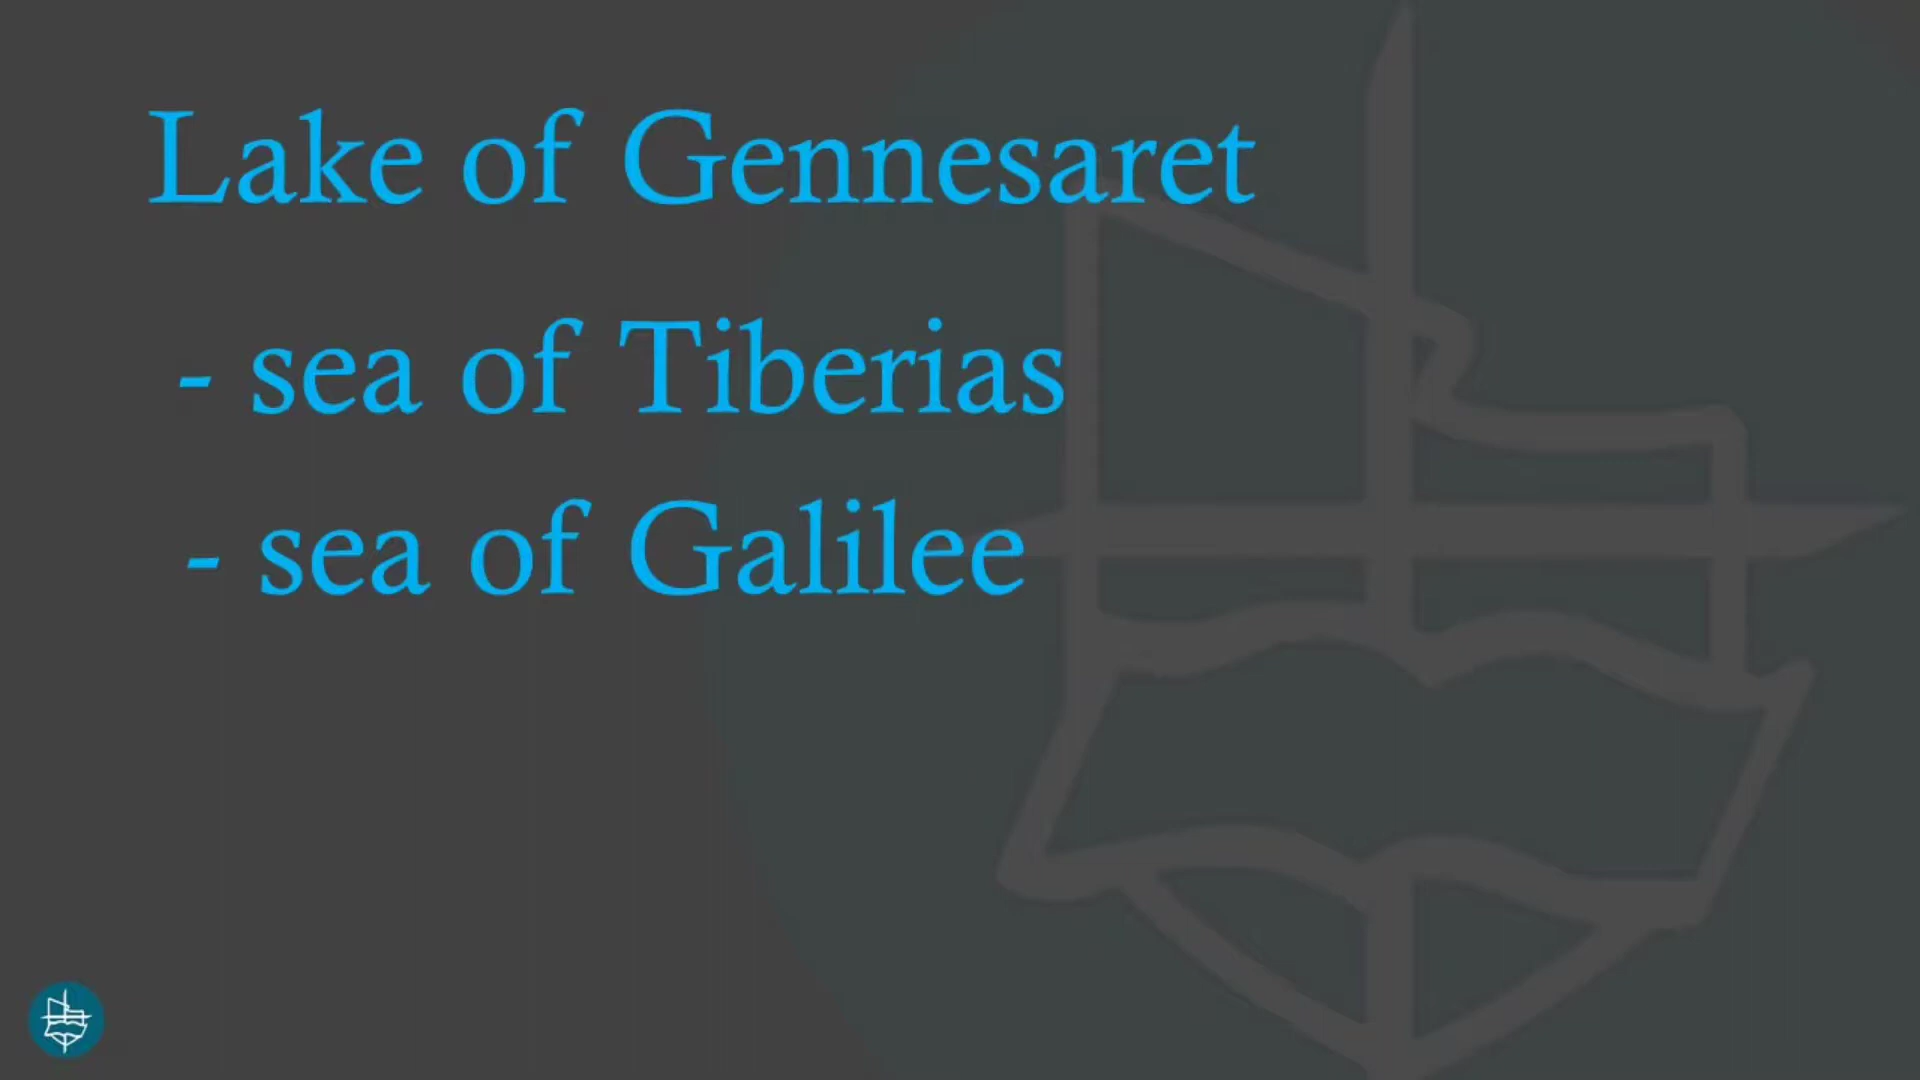 Lake of Gennesaret
- sea of Tiberias
- sea of Galilee